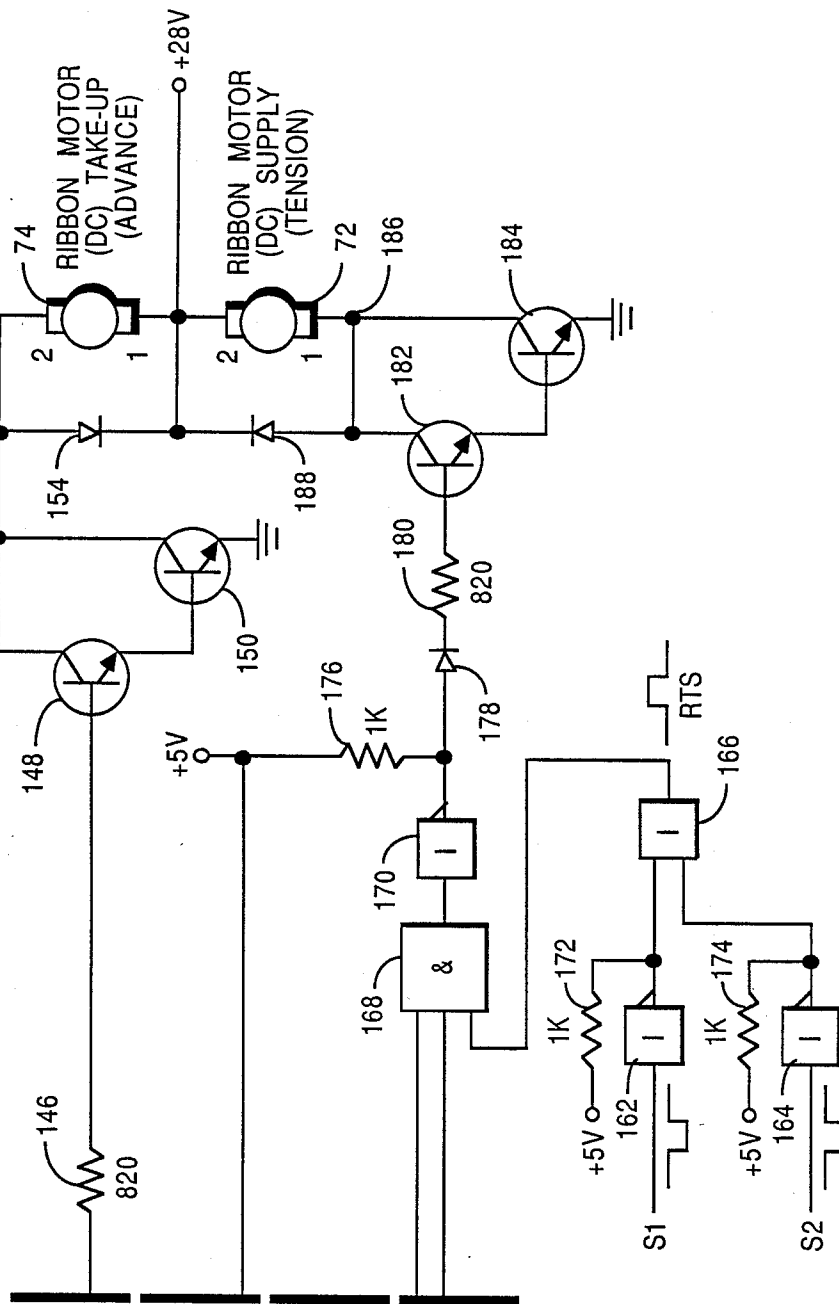 74
RIBBON MOTOR
(DC) TAKE-UP
(ADVANCE)
2
1
+28V
RIBBON MOTOR
(DC) SUPPLY
(TENSION)
2
1
72
186
154
188
182
184
150
148
180
820
+5V
176
1K
178
146
820
170
I
168
&
RTS
166
I
172
1K
+5V
162
I
S1
174
1K
+5V
164
I
S2